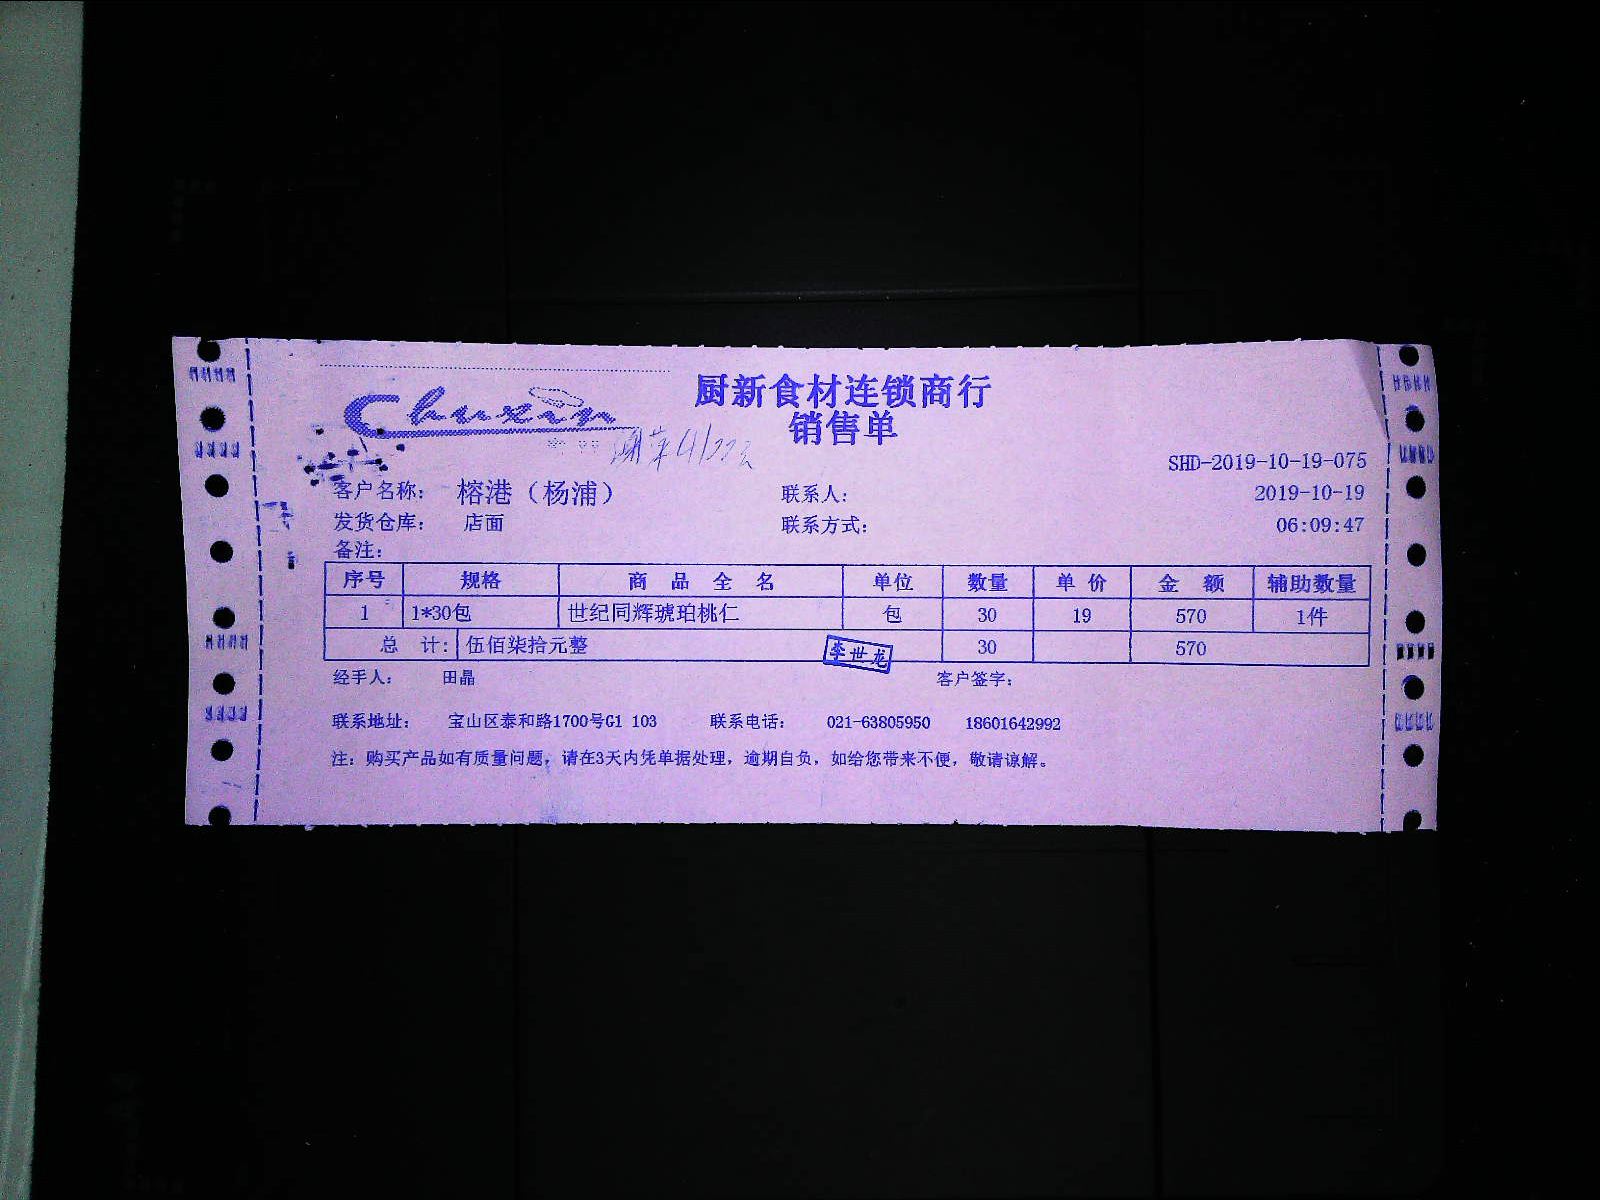 Chuxin
厨新食材连锁商行
销售单
SHD-2019-10-19-075
客户名称: 榕港（杨浦） 联系人: 2019-10-19
发货仓库: 店面 联系方式: 06:09:47
备注:
序号 规格 商 品 全 名 单位 数量 单 价 金 额 辅助数量
1 1*30包 世纪同辉琥珀桃仁 包 30 19 570 1件
总 计: 伍佰柒拾元整 30 570
李世龙
经手人: 田晶 客户签字:
联系地址: 宝山区泰和路1700号G1 103 联系电话: 021-63805950 18601642992
注: 购买产品如有质量问题, 请在3天内凭单据处理, 逾期自负, 如给您带来不便, 敬请谅解。